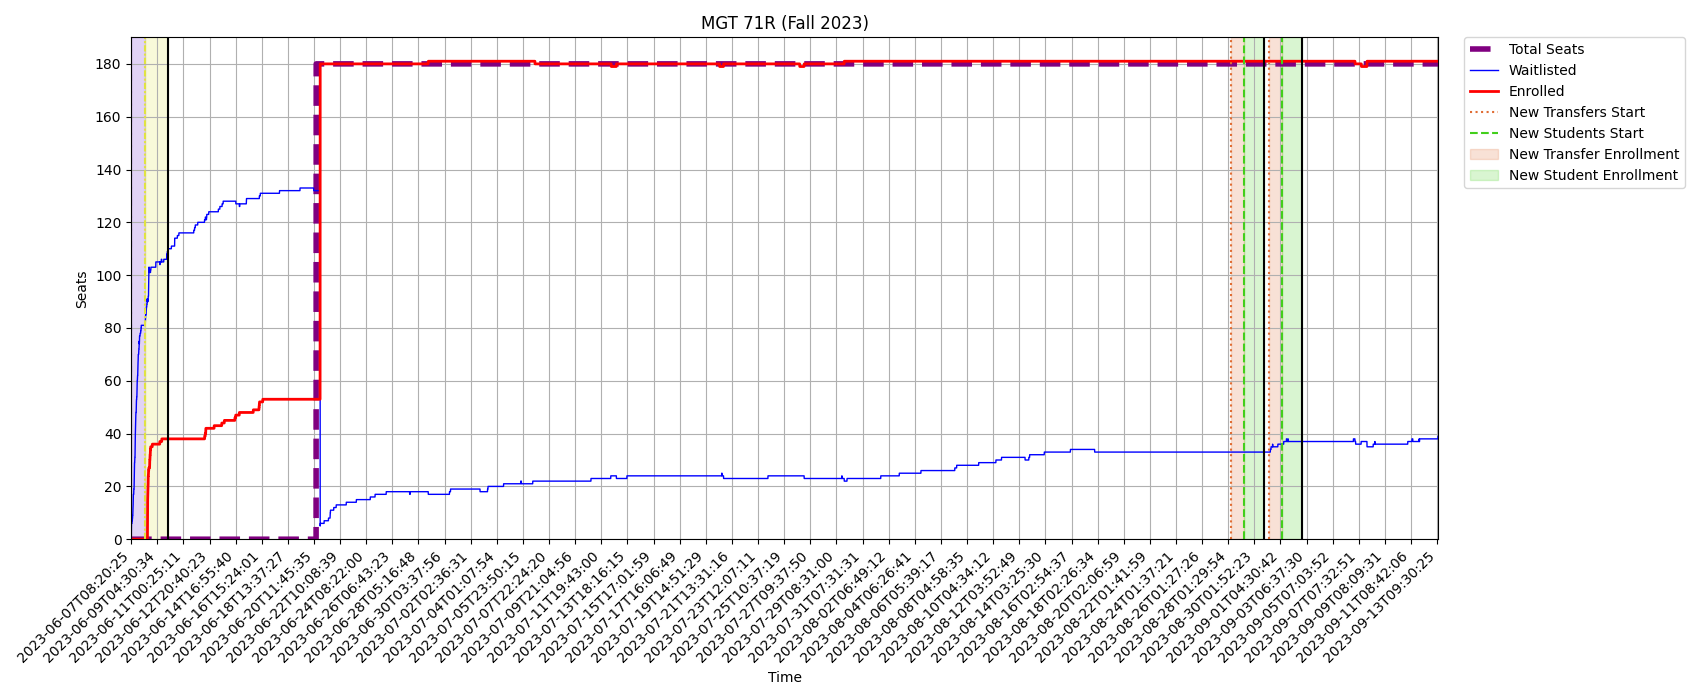 MGT 71R (Fall 2023)
Total Seats
Waitlisted
Enrolled
New Transfers Start
New Students Start
New Transfer Enrollment
New Student Enrollment
Seats
180
160
140
120
100
80
60
40
20
0
2023-06-07T08:20:25
2023-06-09T04:30:34
2023-06-11T00:25:11
2023-06-12T20:40:23
2023-06-14T16:55:40
2023-06-16T15:24:01
2023-06-18T13:37:27
2023-06-20T11:45:35
2023-06-22T10:08:39
2023-06-24T08:22:00
2023-06-26T06:43:23
2023-06-28T05:16:48
2023-06-30T03:37:56
2023-07-02T02:36:31
2023-07-04T01:07:54
2023-07-05T23:50:15
2023-07-07T22:24:20
2023-07-09T21:04:56
2023-07-11T19:43:00
2023-07-13T18:16:15
2023-07-15T17:01:59
2023-07-17T16:06:49
2023-07-19T14:51:29
2023-07-21T13:31:16
2023-07-23T12:07:11
2023-07-25T10:37:19
2023-07-27T09:37:50
2023-07-29T08:31:00
2023-07-31T07:31:31
2023-08-02T06:49:12
2023-08-04T06:26:41
2023-08-06T05:39:17
2023-08-08T04:58:35
2023-08-10T04:34:12
2023-08-12T03:52:49
2023-08-14T03:25:30
2023-08-16T02:54:37
2023-08-18T02:26:34
2023-08-20T02:06:59
2023-08-22T01:41:59
2023-08-24T01:37:21
2023-08-26T01:27:26
2023-08-28T01:29:54
2023-08-30T01:52:23
2023-09-01T04:30:42
2023-09-03T06:37:30
2023-09-05T07:03:52
2023-09-07T07:32:51
2023-09-09T08:09:31
2023-09-11T08:42:06
2023-09-13T09:30:25
Time